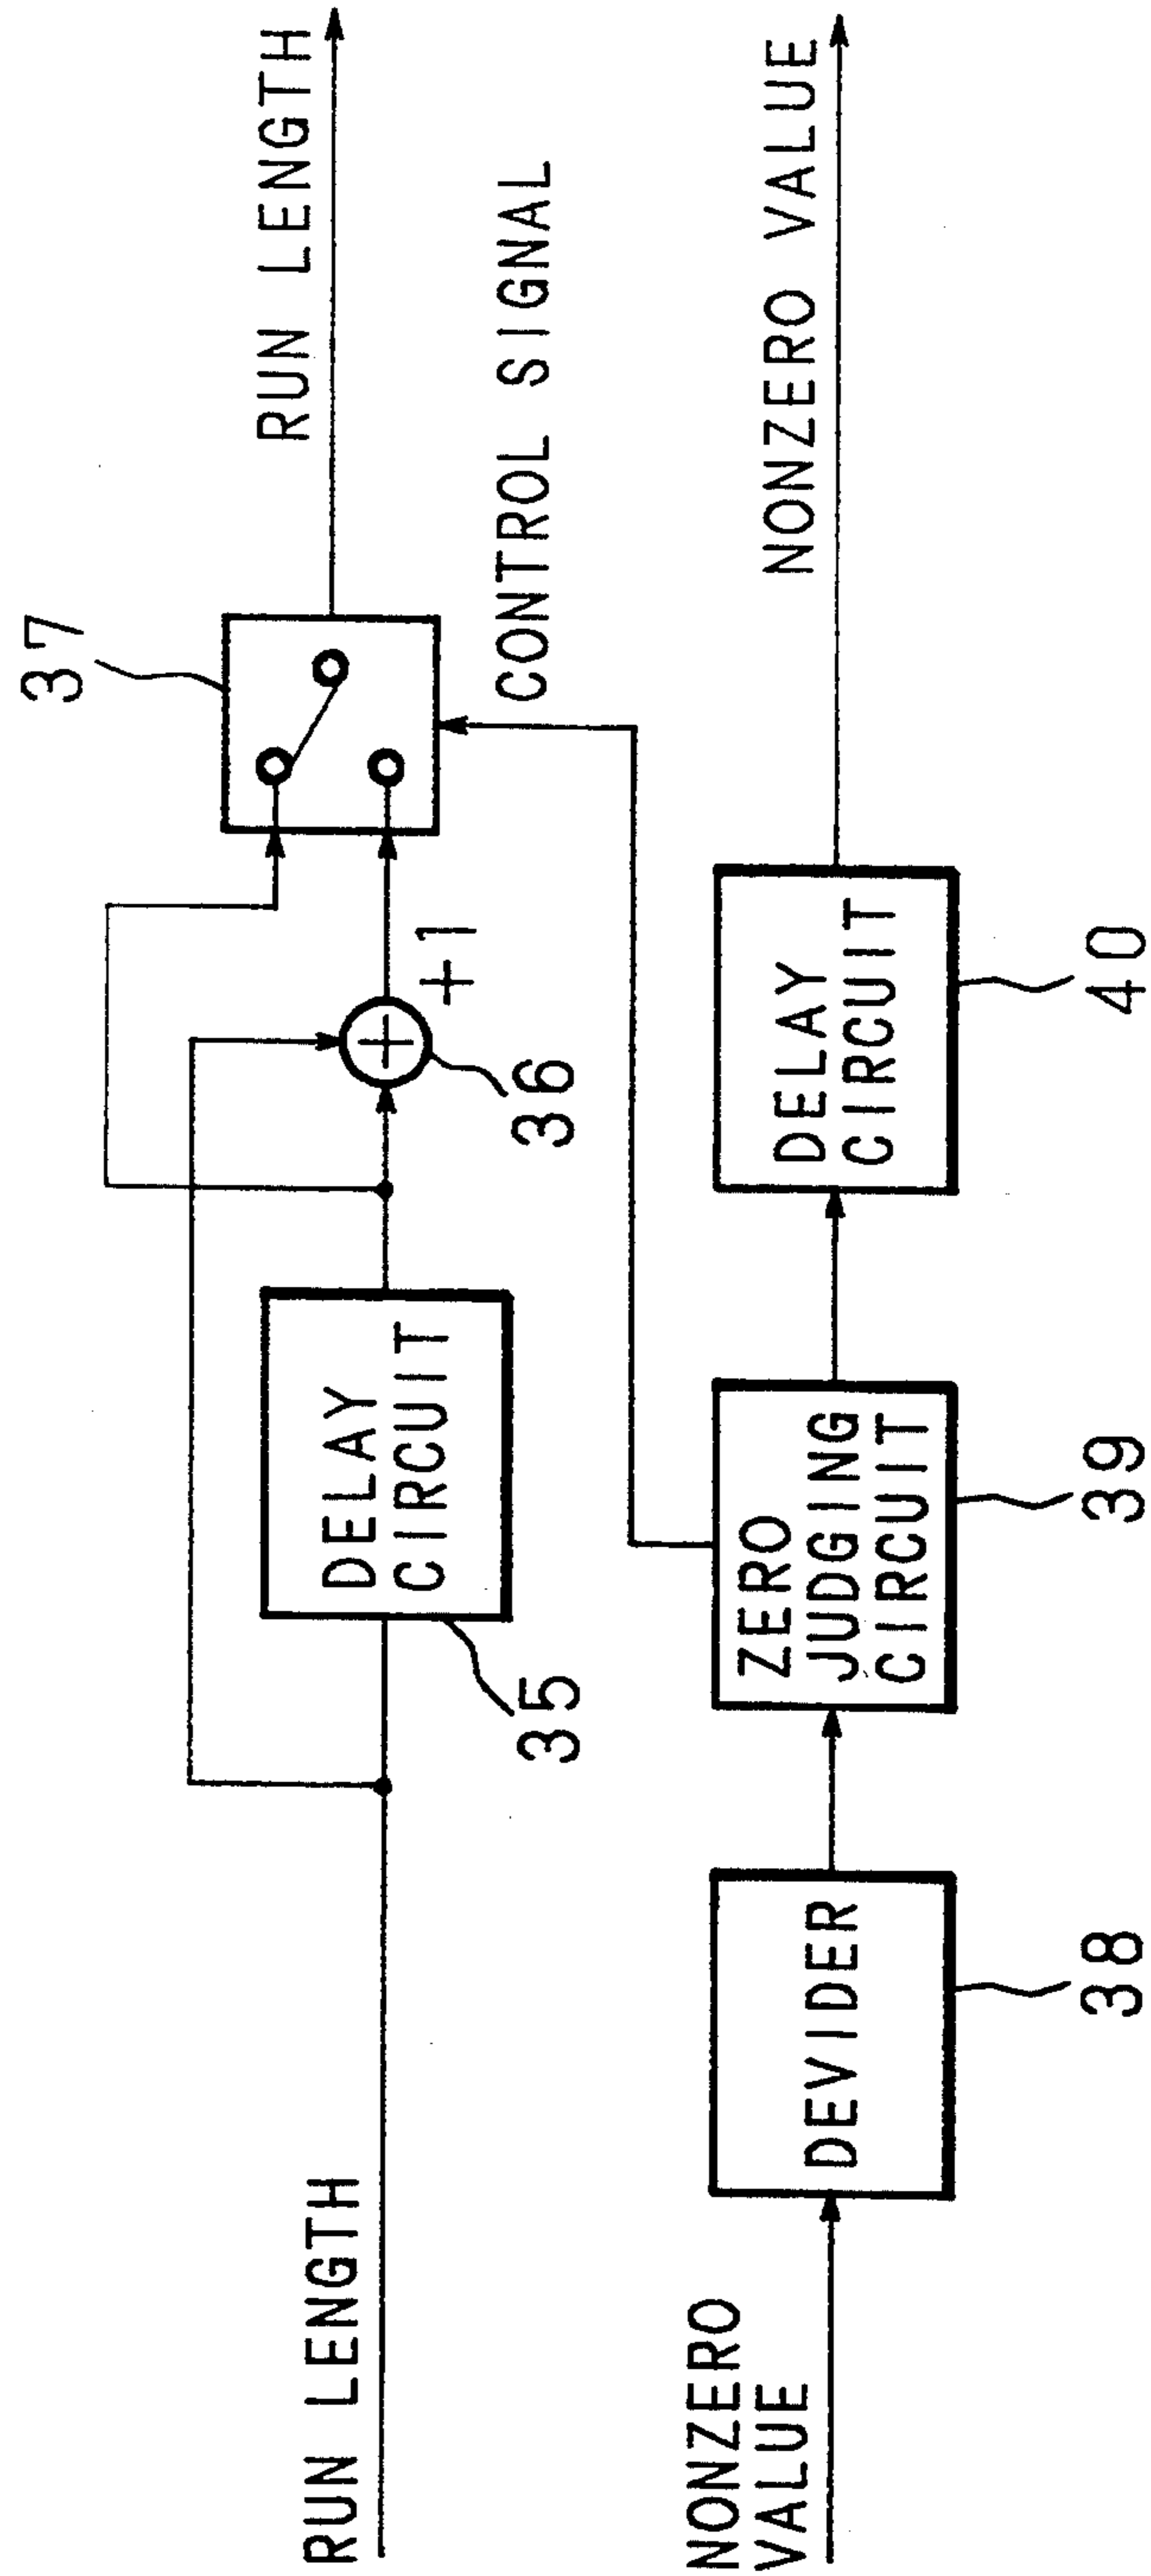 RUN LENGTH
DELAY
CIRCUIT
35
36
+1
37
RUN LENGTH
CONTROL SIGNAL
NONZERO
VALUE
DEVIDER
38
ZERO
JUDGING
CIRCUIT
39
DELAY
CIRCUIT
40
NONZERO VALUE